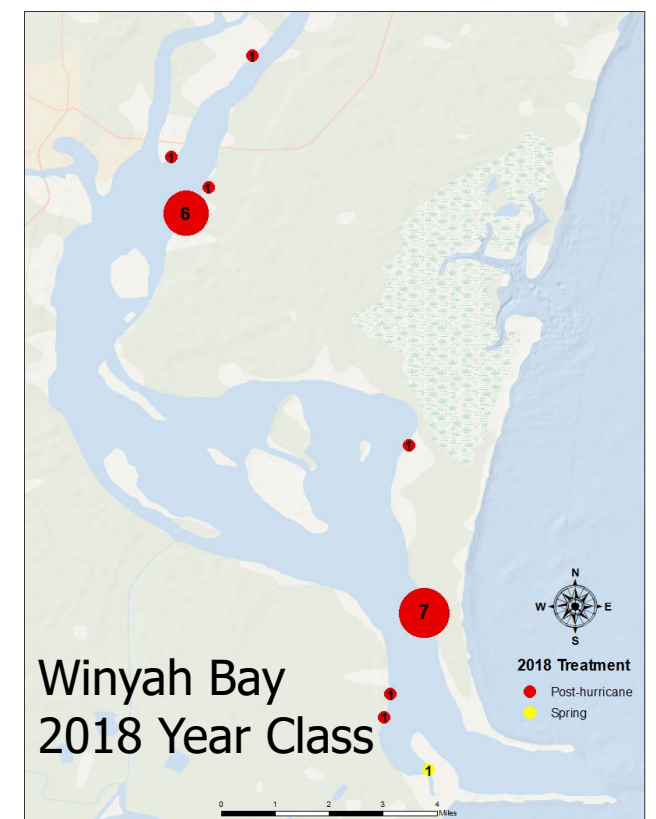 1
1
1
6
1
N
W E
S
7
2018 Treatment
Post-hurricane
Spring
Winyah Bay
2018 Year Class
1
1
1
0 1 2 3 4
Miles